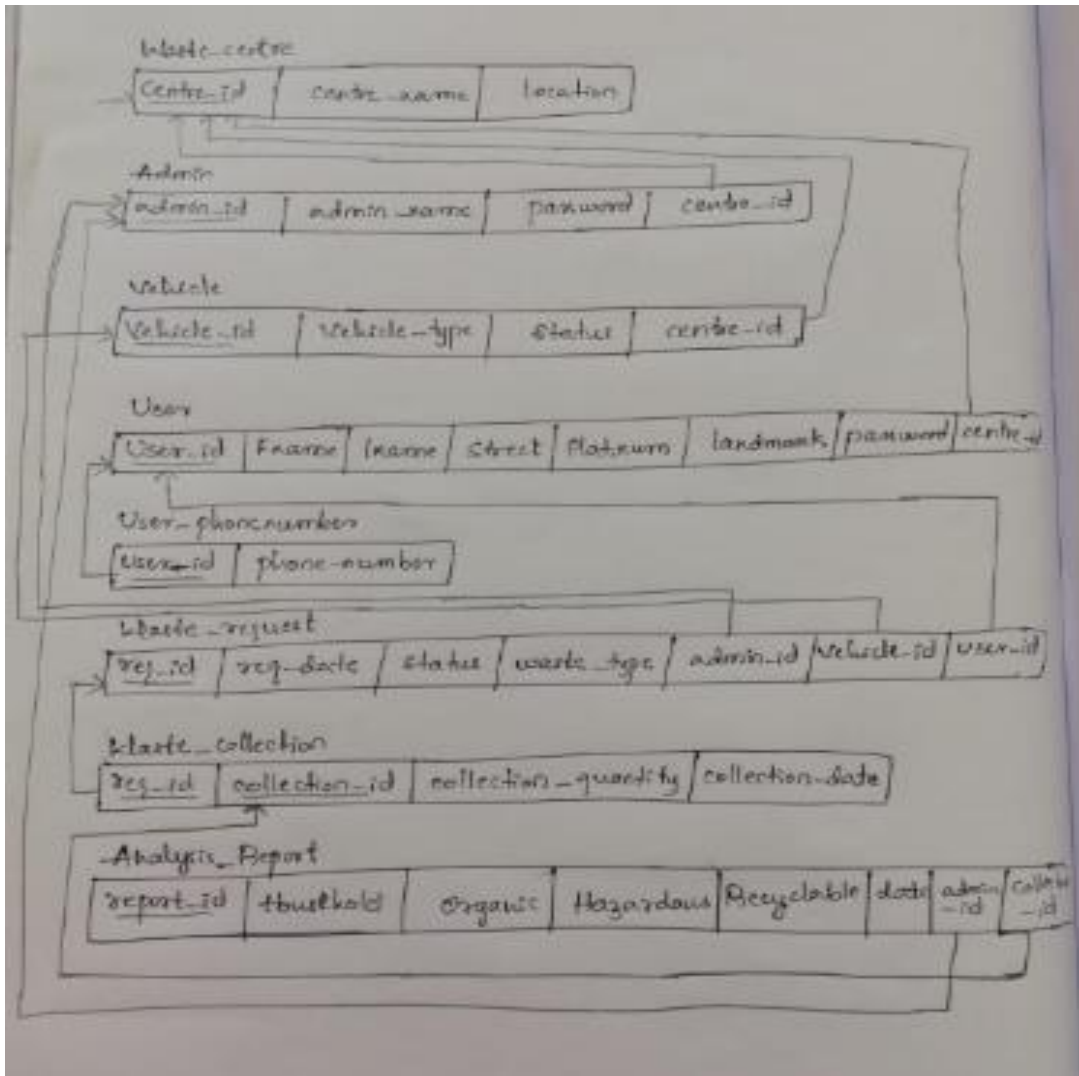 Waste_centre
Centre_id centre_name location
Admin
admin_id admin_name password centre_id
Vehicle
Vehicle_id Vehicle_type Status centre_id
User
User_id Fname lname Street Flatnum landmark password centre_id
User_phonenumber
User_id phone_number
Waste_request
req_id req_date status waste_type admin_id Vehicle_id user_id
Waste_collection
req_id collection_id collection_quantity collection_date
Analysis_Report
report_id Household Organic Hazardous Recyclable date admin_id